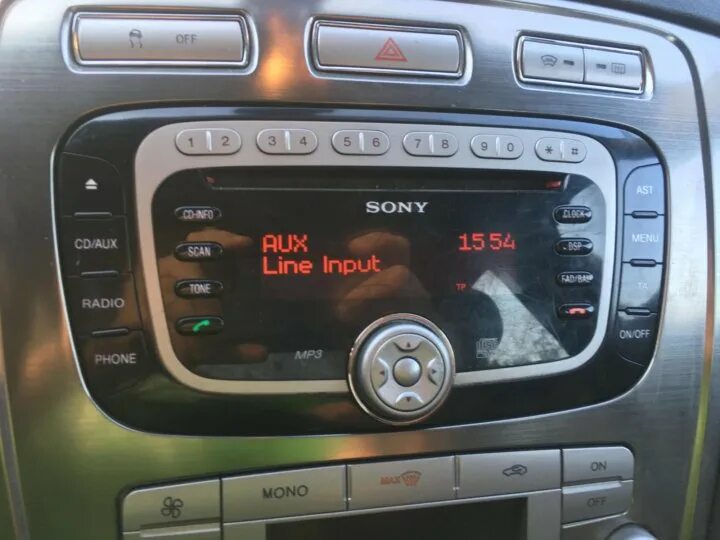 OFF
1 2 3 4 5 6 7 8 9 0 * #
SONY
CD-INFO
CLOCK
AST
CD/AUX
SCAN
AUX
15 54
DSP
MENU
Line Input
TONE
TP
FAD/BAL
TA
RADIO
PHONE
MP3
ON/OFF
MONO
MAX
ON
OFF